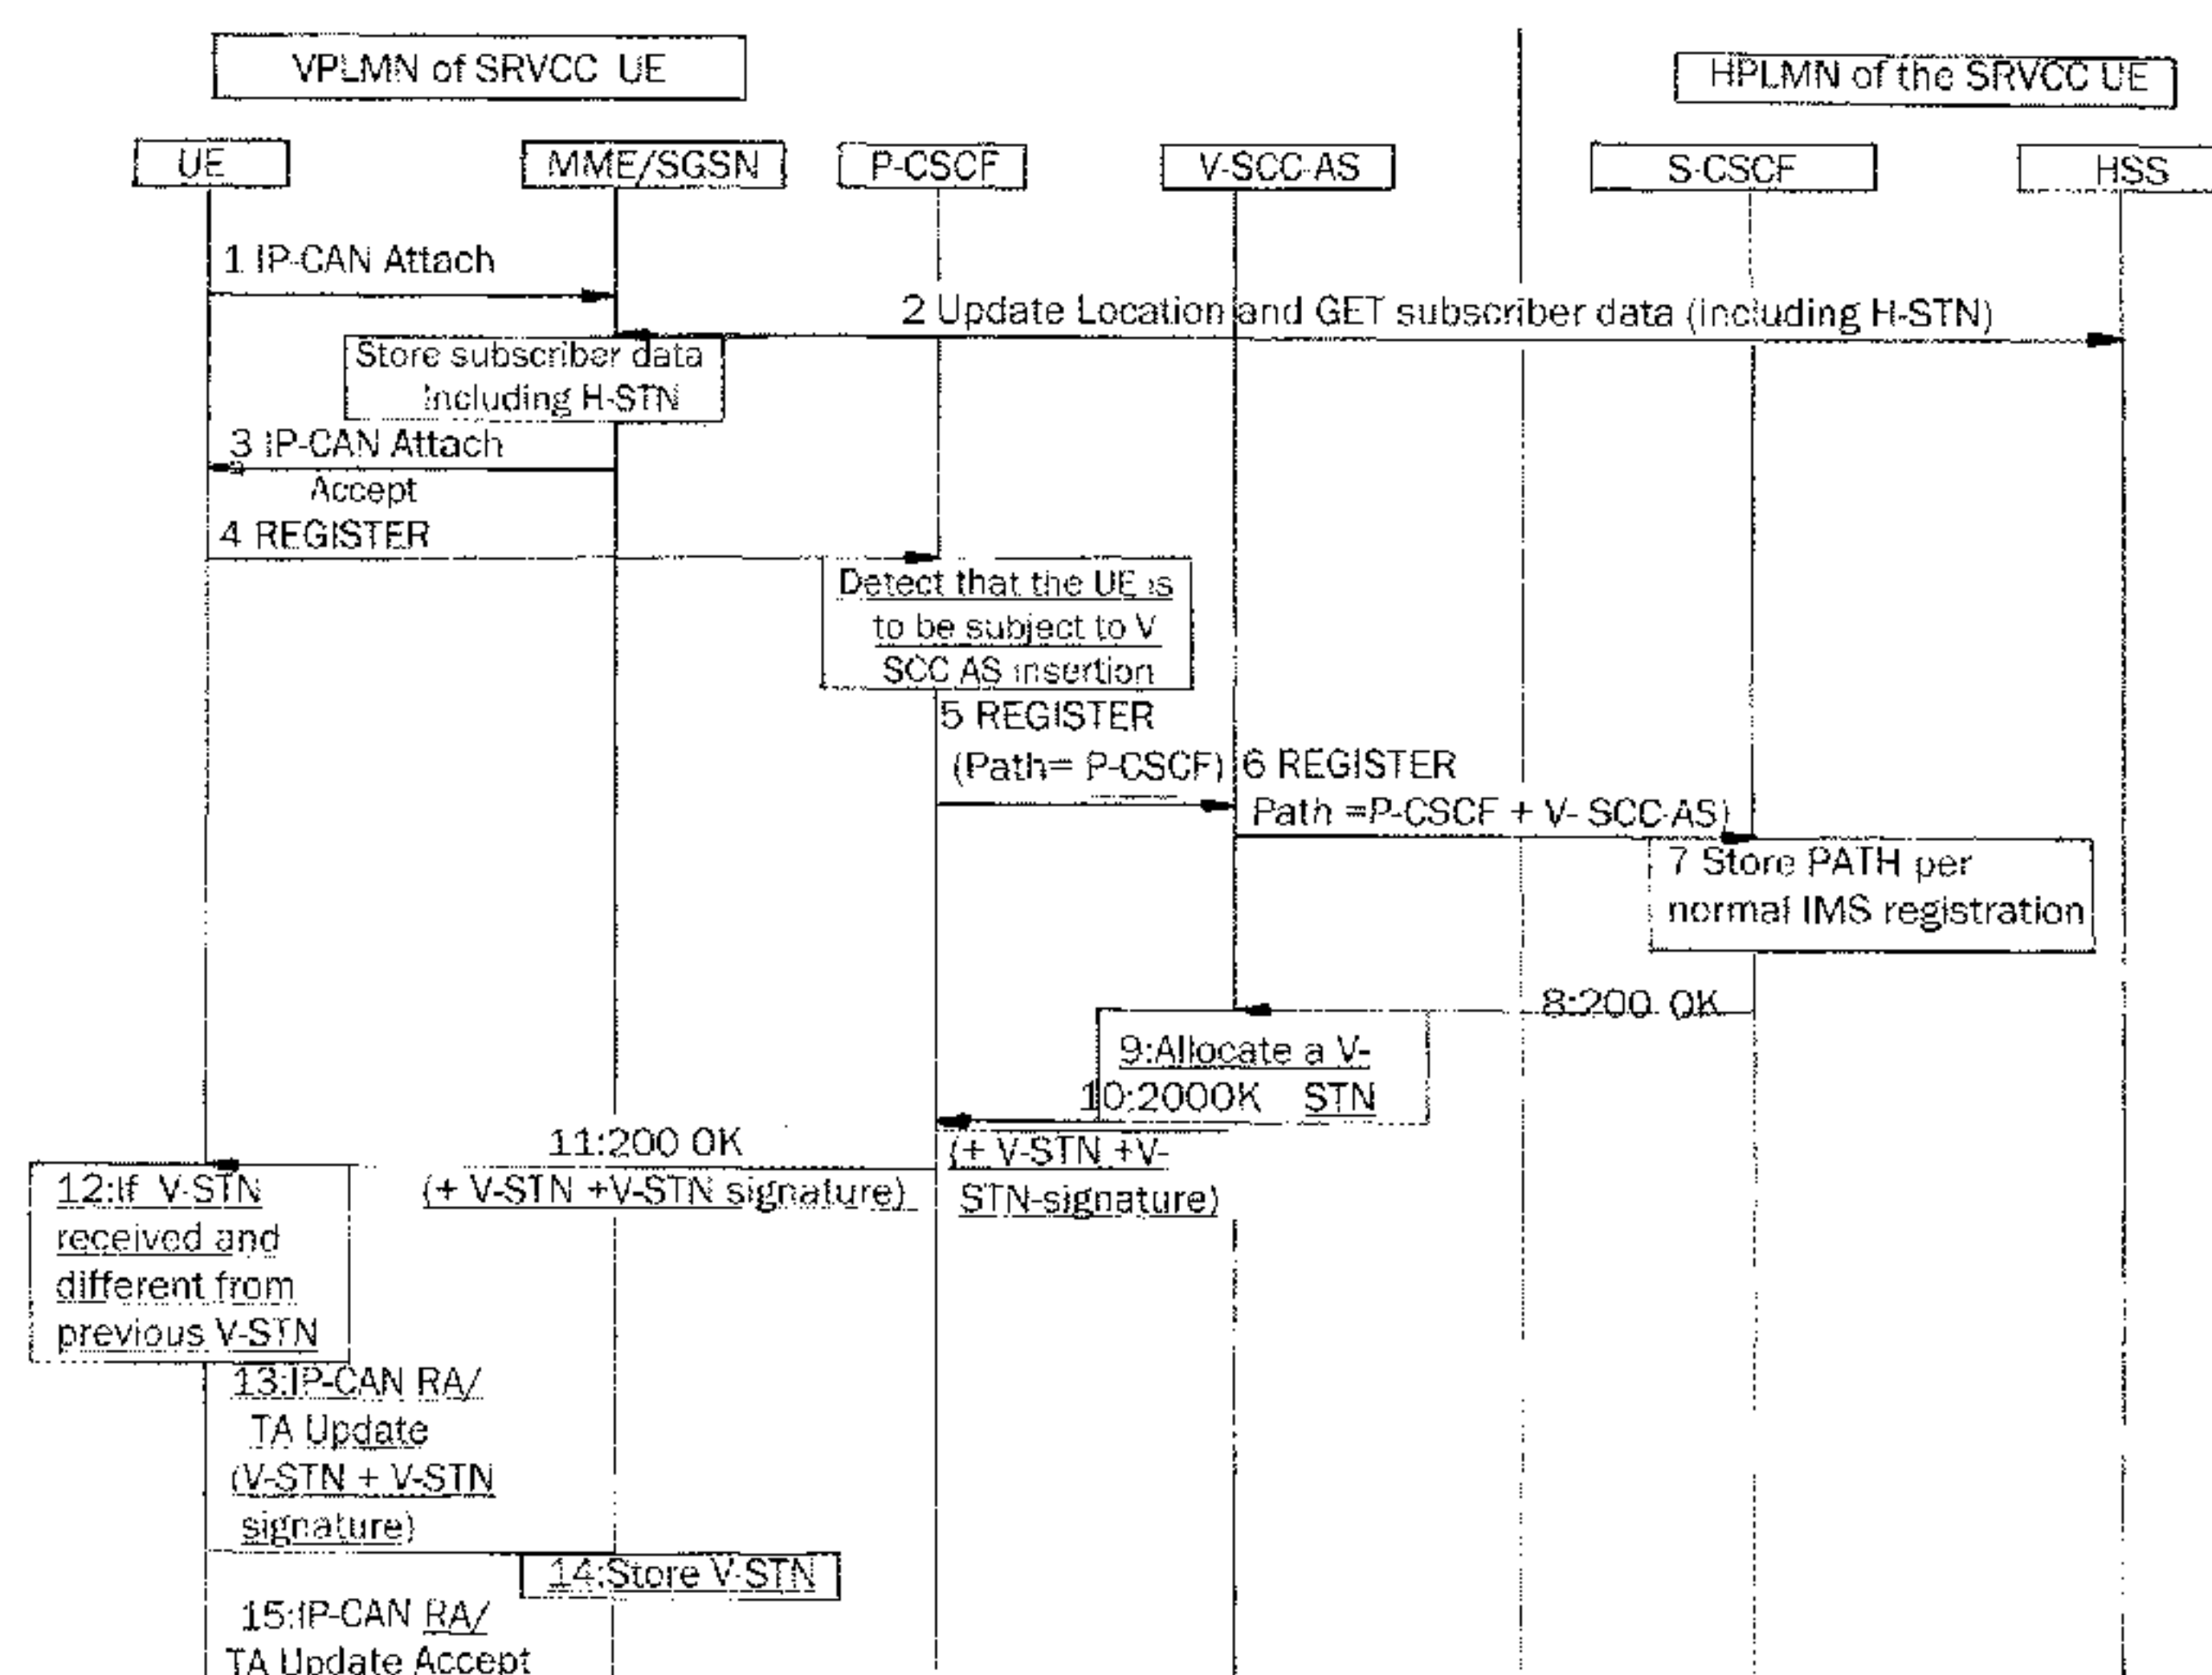 VPLMN of SRVCC UE
HPLMN of the SRVCC UE
UE
MME/SGSN
P-CSCF
V-SCC-AS
S-CSCF
HSS
1 IP-CAN Attach
2 Update Location and GET subscriber data (including H-STN)
Store subscriber data
including H-STN
3 IP-CAN Attach
Accept
4 REGISTER
Detect that the UE is
to be subject to V
SCC AS insertion
5 REGISTER
(Path= P-CSCF)
6 REGISTER
Path =P-CSCF + V- SCC-AS)
7 Store PATH per
normal IMS registration
8:200 OK
9:Allocate a V-
STN
10:2000K
(+ V-STN +V-
STN-signature)
11:200 OK
(+ V-STN +V-STN signature)
12:If V-STN
received and
different from
previous V-STN
13:IP-CAN RA/
TA Update
(V-STN + V-STN
signature)
14:Store V-STN
15:IP-CAN RA/
TA Update Accept